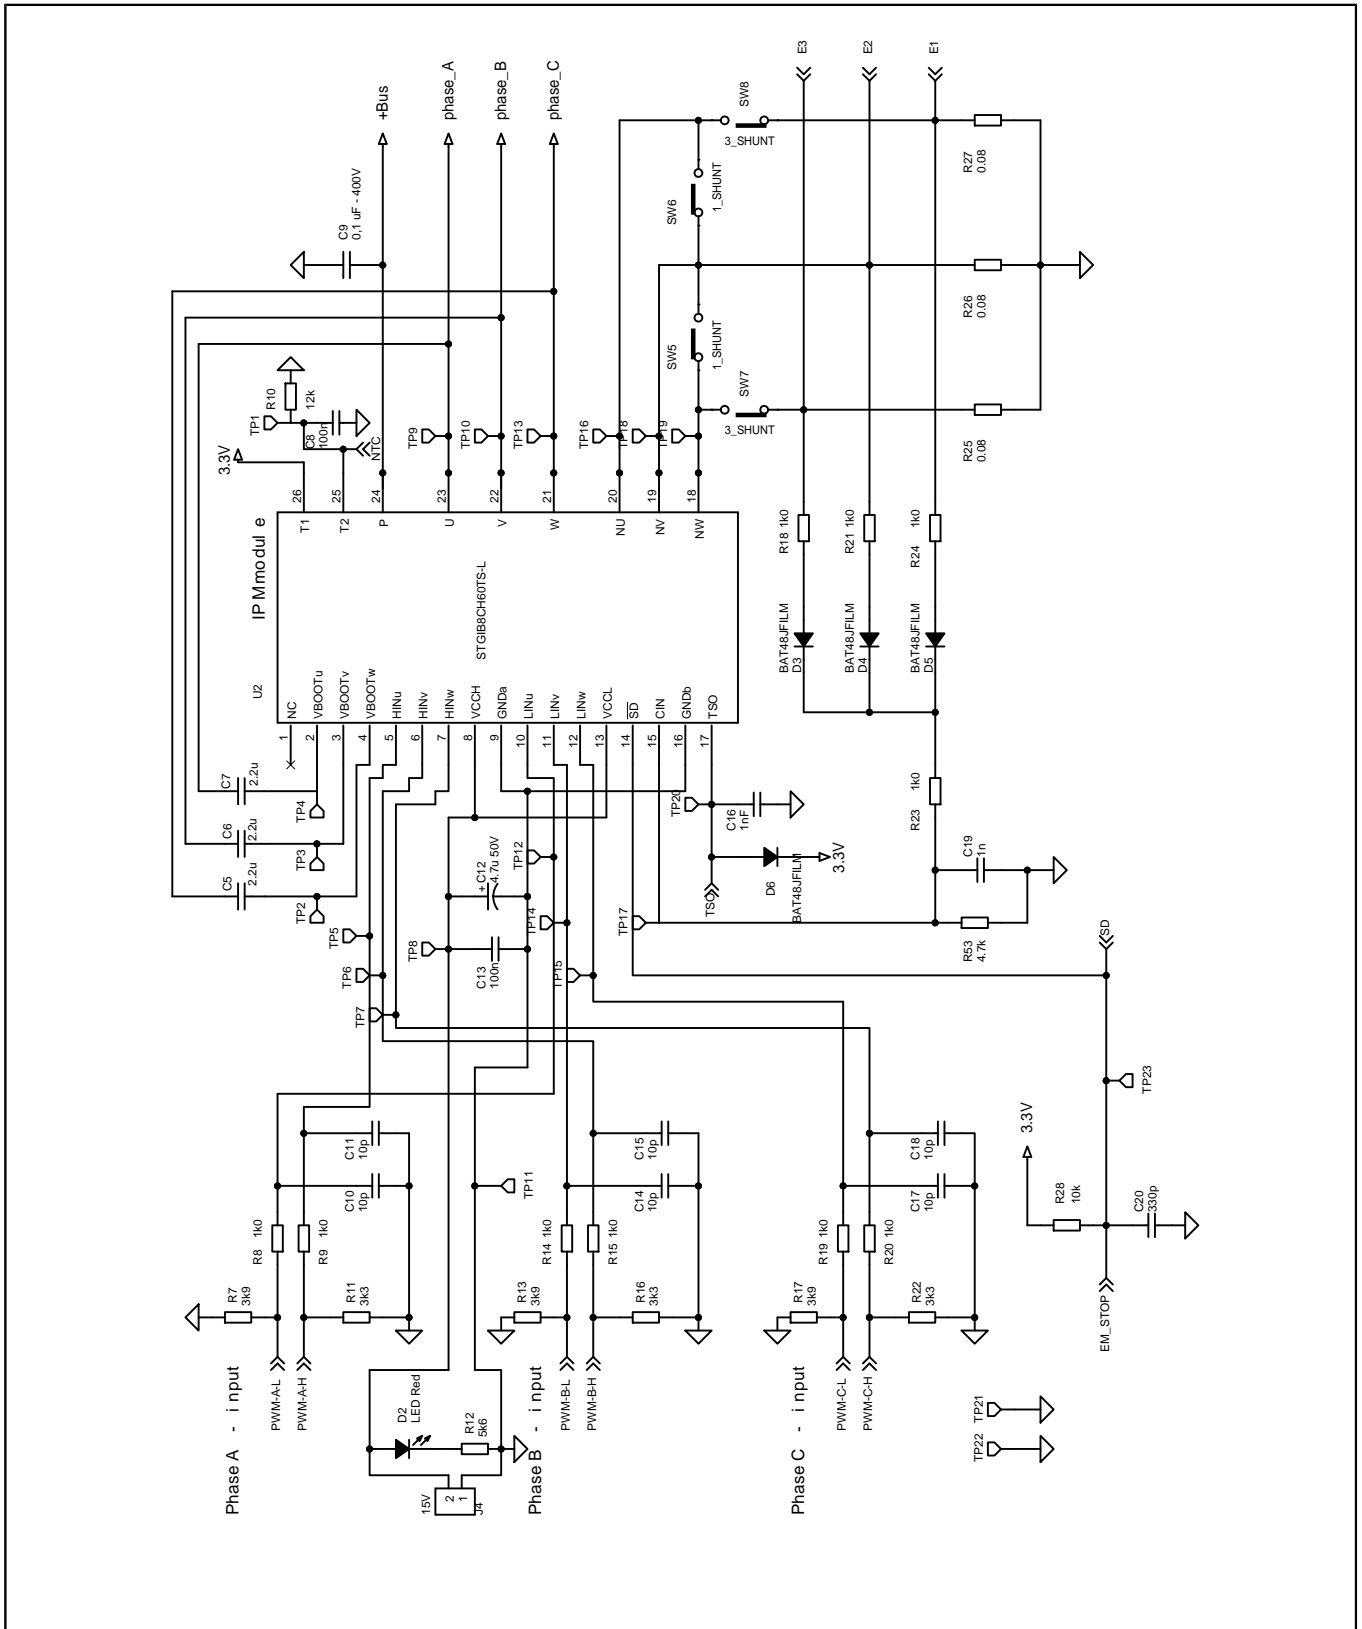 E3
E2
E1
+Bus
phase_A
phase_B
phase_C
SW8
3_SHUNT
R27
0.08
SW6
1_SHUNT
C9
0,1 uF - 400V
R26
0.08
SW5
1_SHUNT
R10
12k
TP1
C8
100n
NTC
3.3V
SW7
3_SHUNT
R25
0.08
TP9
TP10
TP13
TP16
TP18
TP19
26
25
24
23
22
21
20
19
18
T1
T2
P
U
V
W
NU
NV
NW
IPM module
STGIB8CH60TS-L
U2
NC
VBOOTu
VBOOTv
VBOOTw
HINu
HINv
HINw
VCCH
GNDa
LINu
LINv
LINw
VCCL
SD
CIN
GNDb
TSO
1
2
3
4
5
6
7
8
9
10
11
12
13
14
15
16
17
R18 1k0
R21 1k0
R24 1k0
BAT48JFILM
D3
BAT48JFILM
D4
BAT48JFILM
D5
C7
2.2u
TP4
C6
2.2u
TP3
C5
2.2u
TP2
TP20
C16
1nF
R23 1k0
TP12
+ C12
4.7u 50V
TSO
D6
BAT48JFILM
3.3V
C19
1n
TP5
TP8
TP14
TP17
R53
4.7k
SD
TP6
C13
100n
TP15
TP7
TP23
C11
10p
C10
10p
C15
10p
C14
10p
C18
10p
C17
10p
3.3V
TP11
R8 1k0
R9 1k0
R14 1k0
R15 1k0
R19 1k0
R20 1k0
R28
10k
C20
330p
R7
3k9
R11
3k3
R13
3k9
R16
3k3
R17
3k9
R22
3k3
EM_STOP
PWM-A-L
PWM-A-H
PWM-B-L
PWM-B-H
PWM-C-L
PWM-C-H
Phase A - input
D2
LED Red
R12
5k6
Phase B - input
Phase C - input
TP21
TP22
15V
2
1
J4